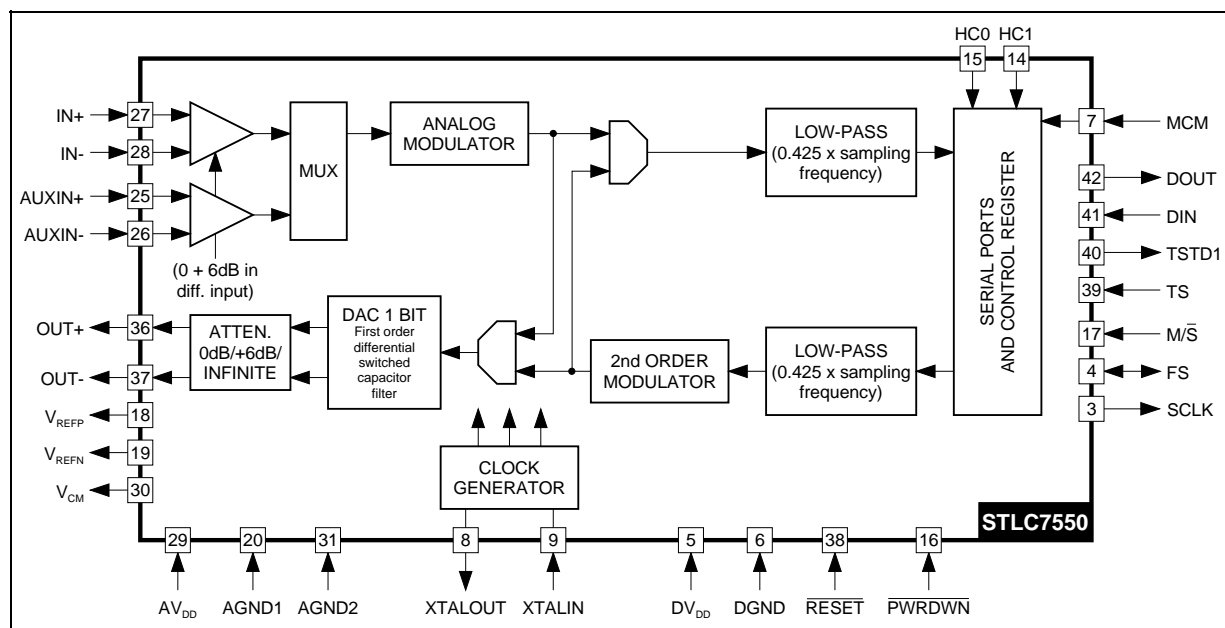 HC0 HC1
15 14
IN+ 27
IN- 28
AUXIN+ 25
AUXIN- 26
(0 + 6dB in
diff. input)
MUX
ANALOG
MODULATOR
LOW-PASS
(0.425 x sampling
frequency)
SERIAL PORTS
AND CONTROL REGISTER
7 MCM
42 DOUT
41 DIN
40 TSTD1
39 TS
17 M/S̅
4 FS
3 SCLK
OUT+ 36
OUT- 37
VREFP 18
VREFN 19
VCM 30
ATTEN.
0dB/+6dB/
INFINITE
DAC 1 BIT
First order
differential
switched
capacitor
filter
2nd ORDER
MODULATOR
LOW-PASS
(0.425 x sampling
frequency)
CLOCK
GENERATOR
STLC7550
29 20 31 8 9 5 6 38 16
AVDD AGND1 AGND2 XTALOUT XTALIN DVDD DGND R̅E̅S̅E̅T̅ P̅W̅R̅D̅W̅N̅